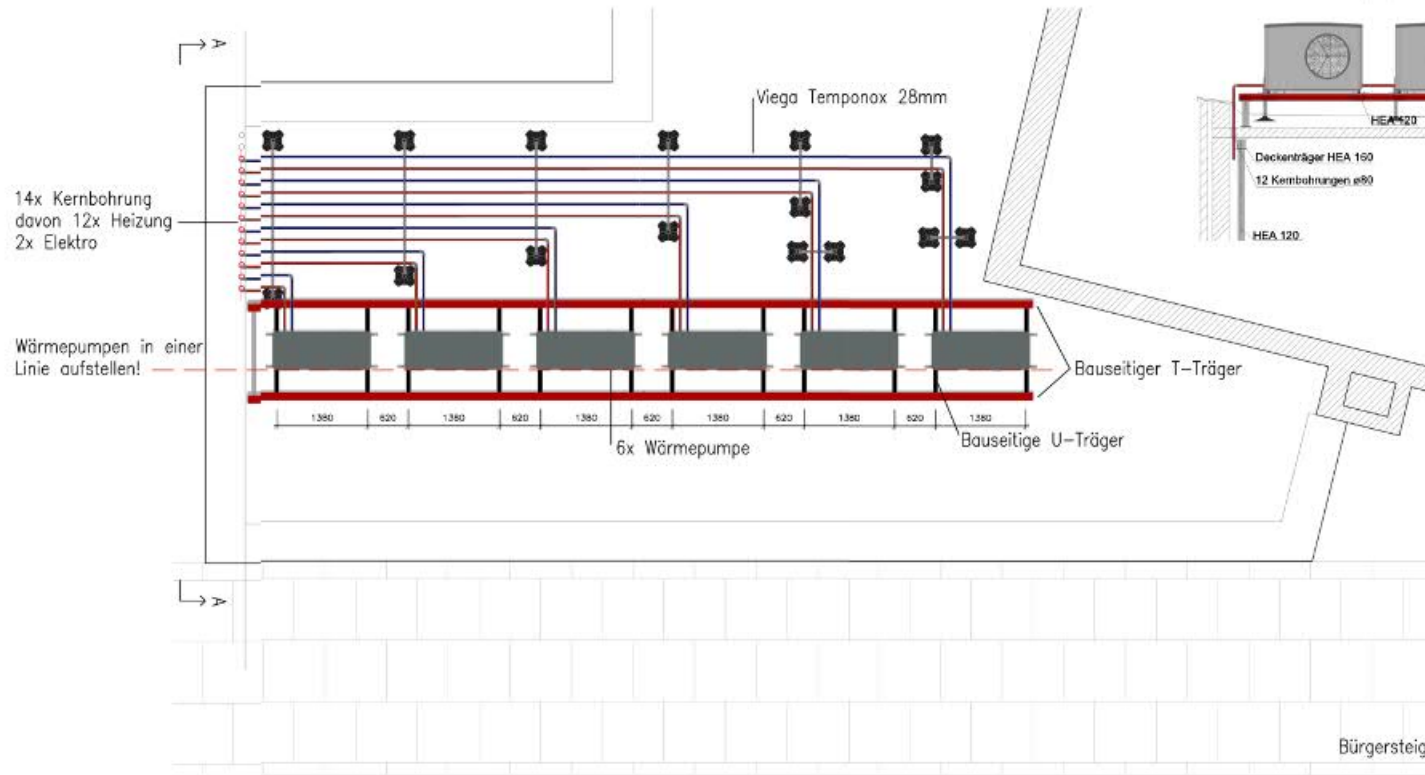 A
Viega Temponox 28mm
HEA 120
Deckenträger HEA 160
12 Kernbohrungen ø80
HEA 120
14x Kernbohrung
davon 12x Heizung
2x Elektro
Wärmepumpen in einer
Linie aufstellen!
Bauseitiger T-Träger
1380 620 1380 620 1380 620 1380 620 1380 620 1380
6x Wärmepumpe
Bauseitige U-Träger
A
Bürgersteig